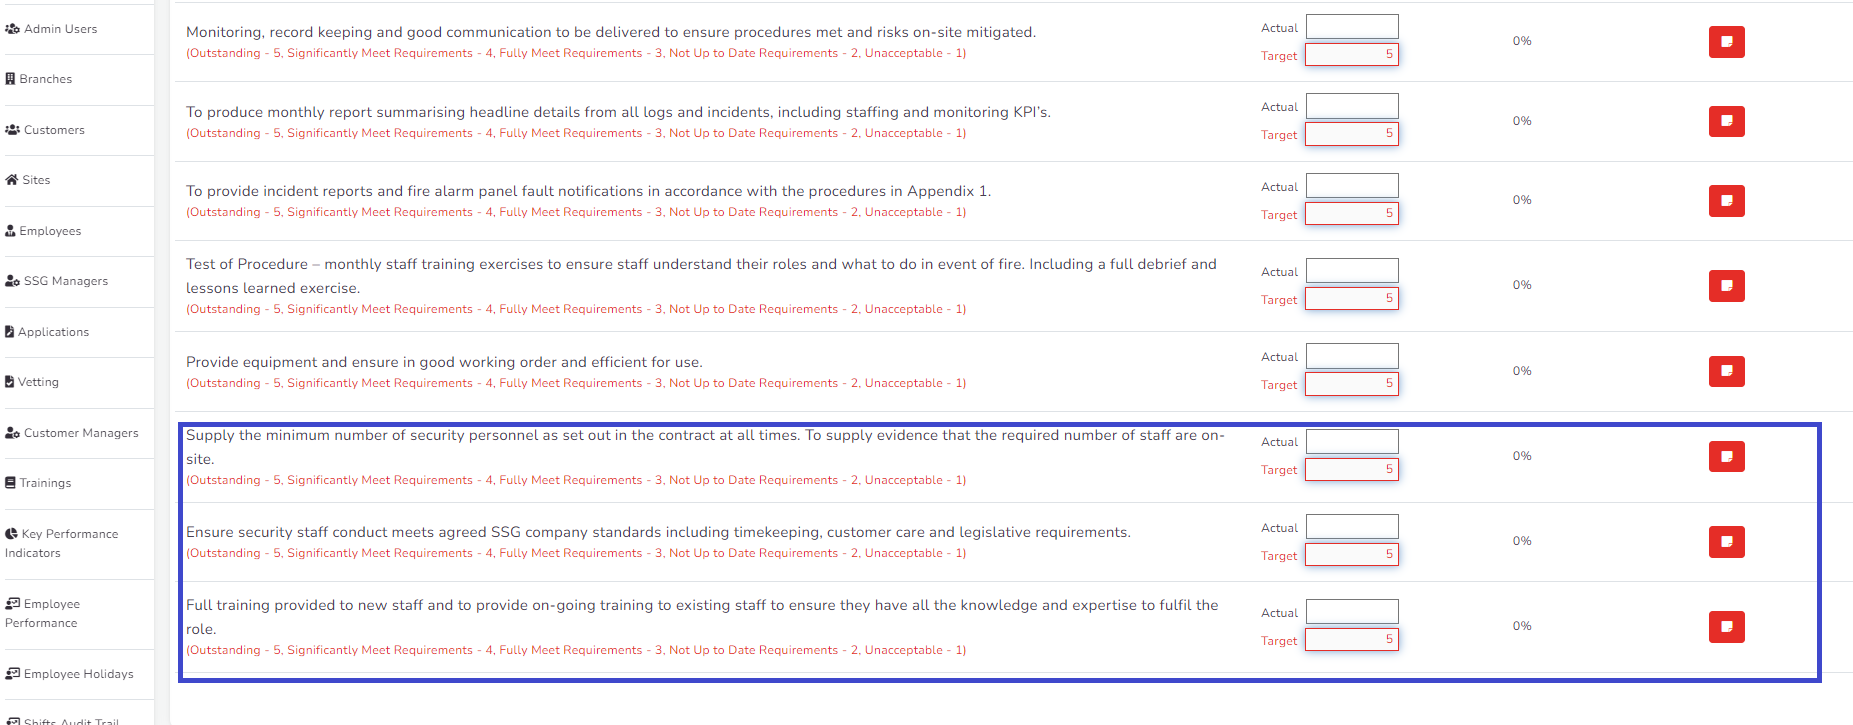 Admin Users
Branches
Customers
Sites
Employees
SSG Managers
Applications
Vetting
Customer Managers
Trainings
Key Performance
Indicators
Employee
Performance
Employee Holidays
Shifts Audit Trail
Monitoring, record keeping and good communication to be delivered to ensure procedures met and risks on-site mitigated.
(Outstanding - 5, Significantly Meet Requirements - 4, Fully Meet Requirements - 3, Not Up to Date Requirements - 2, Unacceptable - 1)
Actual
Target 5
0%
To produce monthly report summarising headline details from all logs and incidents, including staffing and monitoring KPI's.
(Outstanding - 5, Significantly Meet Requirements - 4, Fully Meet Requirements - 3, Not Up to Date Requirements - 2, Unacceptable - 1)
Actual
Target 5
0%
To provide incident reports and fire alarm panel fault notifications in accordance with the procedures in Appendix 1.
(Outstanding - 5, Significantly Meet Requirements - 4, Fully Meet Requirements - 3, Not Up to Date Requirements - 2, Unacceptable - 1)
Actual
Target 5
0%
Test of Procedure – monthly staff training exercises to ensure staff understand their roles and what to do in event of fire. Including a full debrief and
lessons learned exercise.
(Outstanding - 5, Significantly Meet Requirements - 4, Fully Meet Requirements - 3, Not Up to Date Requirements - 2, Unacceptable - 1)
Actual
Target 5
0%
Provide equipment and ensure in good working order and efficient for use.
(Outstanding - 5, Significantly Meet Requirements - 4, Fully Meet Requirements - 3, Not Up to Date Requirements - 2, Unacceptable - 1)
Actual
Target 5
0%
Supply the minimum number of security personnel as set out in the contract at all times. To supply evidence that the required number of staff are on-
site.
(Outstanding - 5, Significantly Meet Requirements - 4, Fully Meet Requirements - 3, Not Up to Date Requirements - 2, Unacceptable - 1)
Actual
Target 5
0%
Ensure security staff conduct meets agreed SSG company standards including timekeeping, customer care and legislative requirements.
(Outstanding - 5, Significantly Meet Requirements - 4, Fully Meet Requirements - 3, Not Up to Date Requirements - 2, Unacceptable - 1)
Actual
Target 5
0%
Full training provided to new staff and to provide on-going training to existing staff to ensure they have all the knowledge and expertise to fulfil the
role.
(Outstanding - 5, Significantly Meet Requirements - 4, Fully Meet Requirements - 3, Not Up to Date Requirements - 2, Unacceptable - 1)
Actual
Target 5
0%